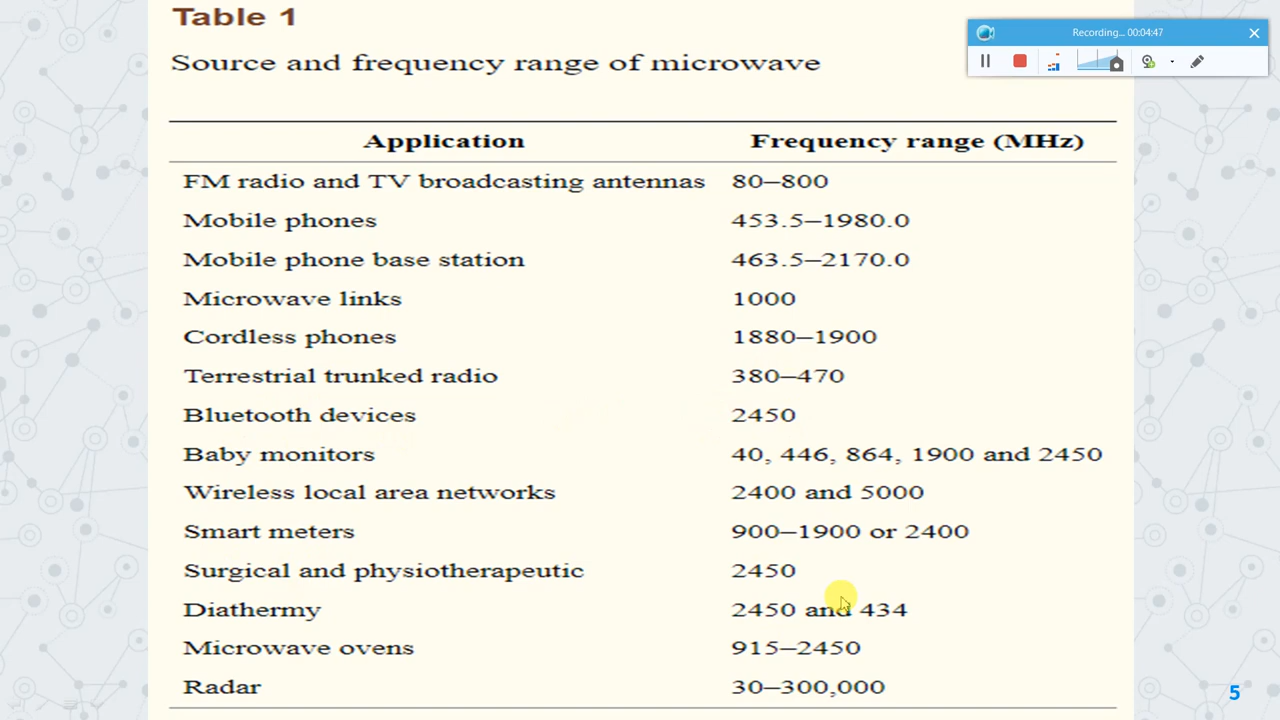 Table 1
Recording... 00:04:47
Source and frequency range of microwave
Application Frequency range (MHz)
FM radio and TV broadcasting antennas 80–800
Mobile phones 453.5–1980.0
Mobile phone base station 463.5–2170.0
Microwave links 1000
Cordless phones 1880–1900
Terrestrial trunked radio 380–470
Bluetooth devices 2450
Baby monitors 40, 446, 864, 1900 and 2450
Wireless local area networks 2400 and 5000
Smart meters 900–1900 or 2400
Surgical and physiotherapeutic 2450
Diathermy 2450 and 434
Microwave ovens 915–2450
Radar 30–300,000
5